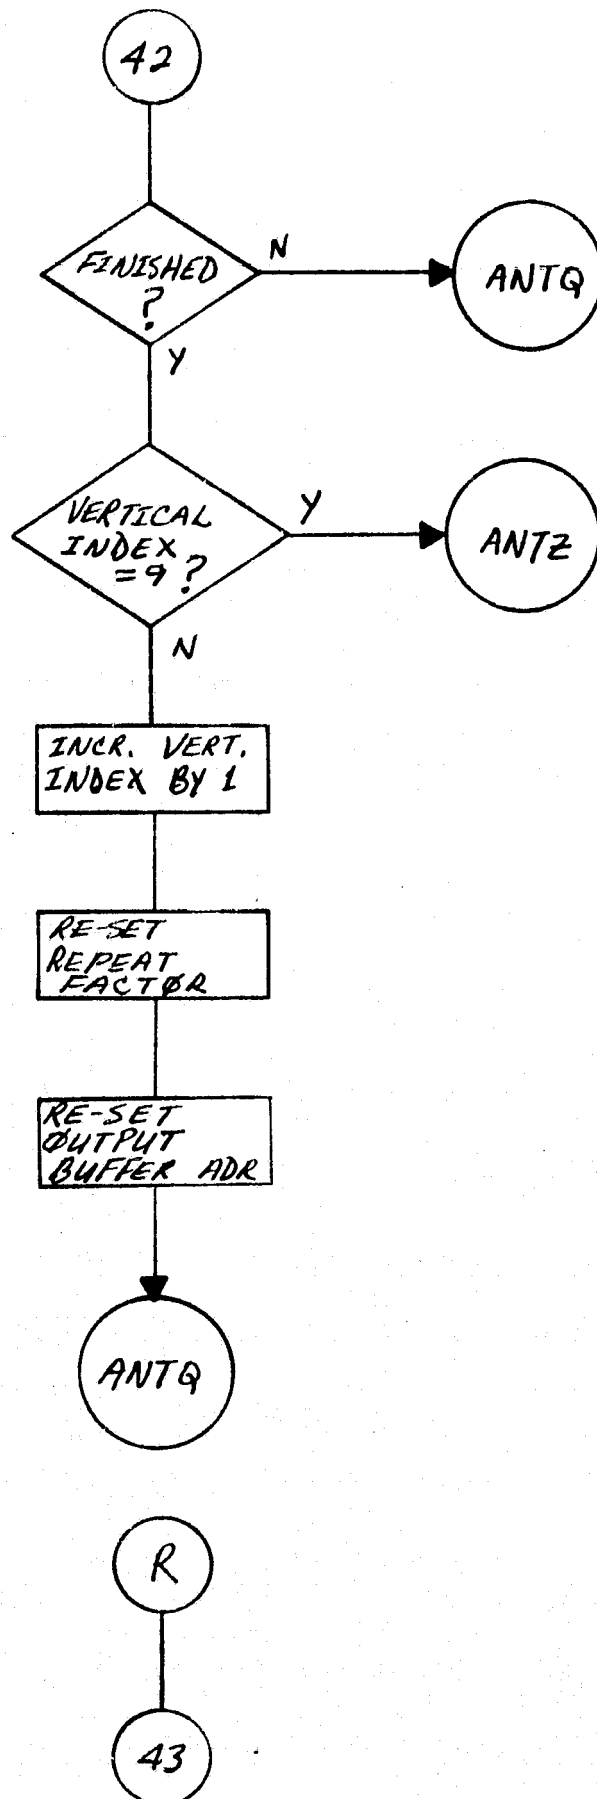 42
FINISHED
?
N
ANTQ
Y
VERTICAL
INDEX
=9?
Y
ANTZ
N
INCR. VERT.
INDEX BY 1
RE-SET
REPEAT
FACTØR
RE-SET
ØUTPUT
BUFFER ADR
ANTQ
R
43